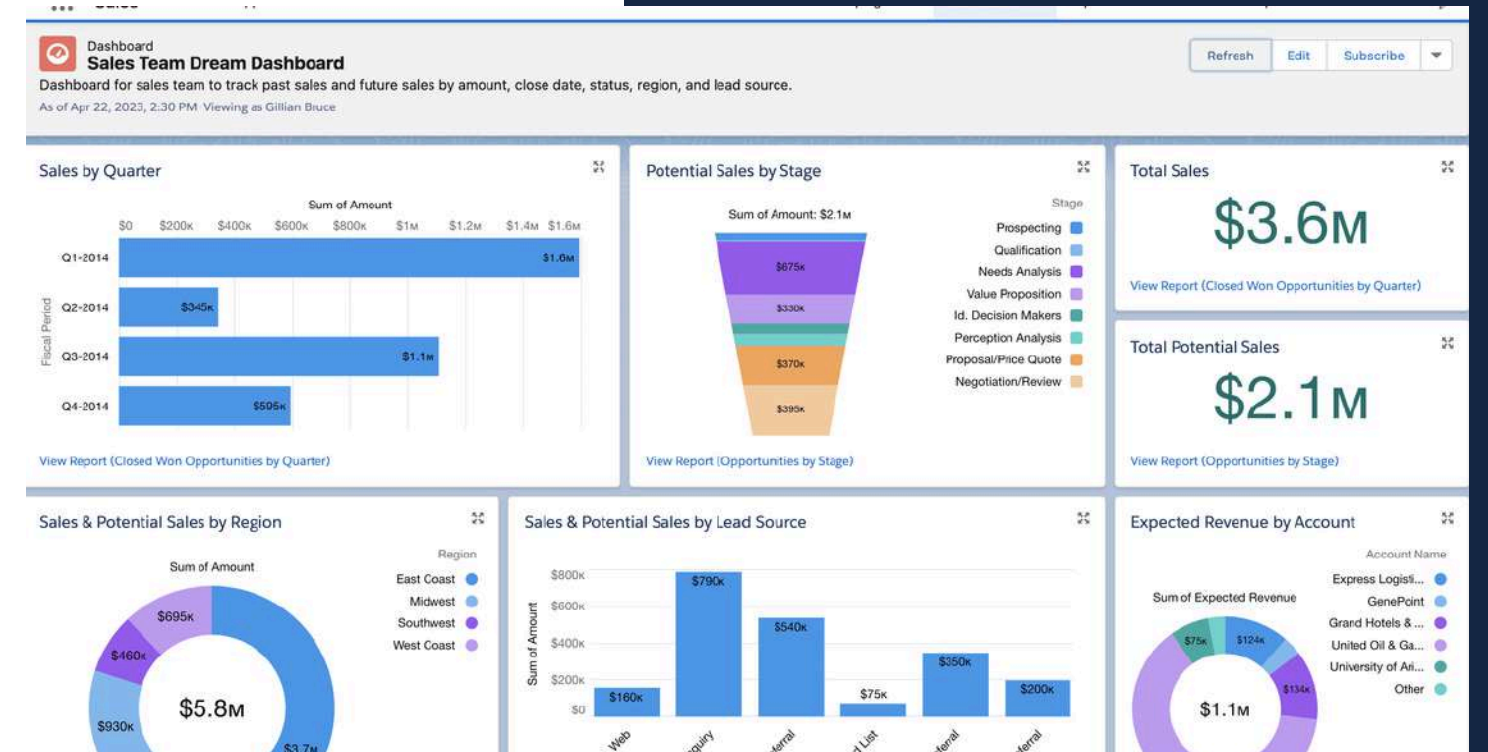 Dashboard
Sales Team Dream Dashboard
Dashboard for sales team to track past sales and future sales by amount, close date, status, region, and lead source.
As of Apr 22, 2023, 2:30 PM Viewing as Gillian Bruce
Refresh
Edit
Subscribe
Sales by Quarter
Sum of Amount
$0 $200K $400K $600K $800K $1M $1.2M $1.4M $1.6M
Fiscal Period
Q1-2014 $1.6M
Q2-2014 $345K
Q3-2014 $1.1M
Q4-2014 $595K
View Report (Closed Won Opportunities by Quarter)
Potential Sales by Stage
Sum of Amount: $2.1M
$675K
$330K
$370K
$395K
Stage
Prospecting
Qualification
Needs Analysis
Value Proposition
Id. Decision Makers
Perception Analysis
Proposal/Price Quote
Negotiation/Review
View Report (Opportunities by Stage)
Total Sales
$3.6M
View Report (Closed Won Opportunities by Quarter)
Total Potential Sales
$2.1M
View Report (Opportunities by Stage)
Sales & Potential Sales by Region
Sum of Amount
$695K
$460K
$930K
$3.7M
$5.8M
Region
East Coast
Midwest
Southwest
West Coast
Sales & Potential Sales by Lead Source
Sum of Amount
$800K
$600K
$400K
$200K
$0
$160K
$790K
$540K
$75K
$350K
$200K
Web
Expected Revenue by Account
Sum of Expected Revenue
$75K
$124K
$134K
$1.1M
Account Name
Express Logisti...
GenePoint
Grand Hotels & ...
United Oil & Ga...
University of Ari...
Other